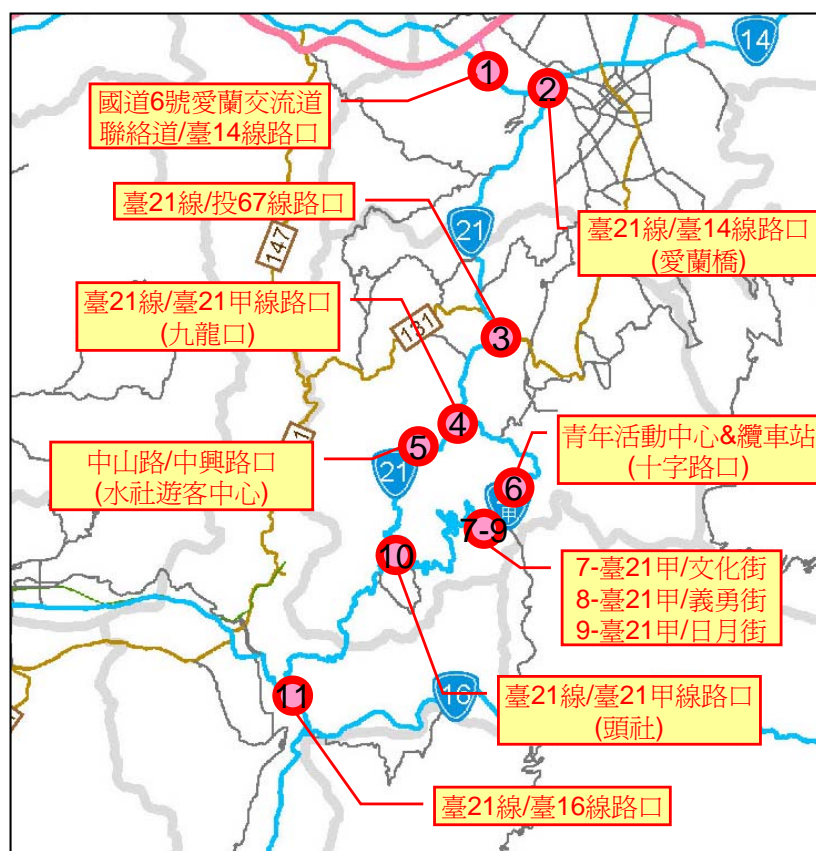 14
1
2
國道6號愛蘭交流道
聯絡道/臺14線路口
臺21線/投67線路口
21
臺21線/臺14線路口
(愛蘭橋)
147
臺21線/臺21甲線路口
(九龍口)
131
3
4
5
中山路/中興路口
(水社遊客中心)
21
青年活動中心&纜車站
(十字路口)
6
7-9
10
7-臺21甲/文化街
8-臺21甲/義勇街
9-臺21甲/日月街
11
16
臺21線/臺21甲線路口
(頭社)
臺21線/臺16線路口